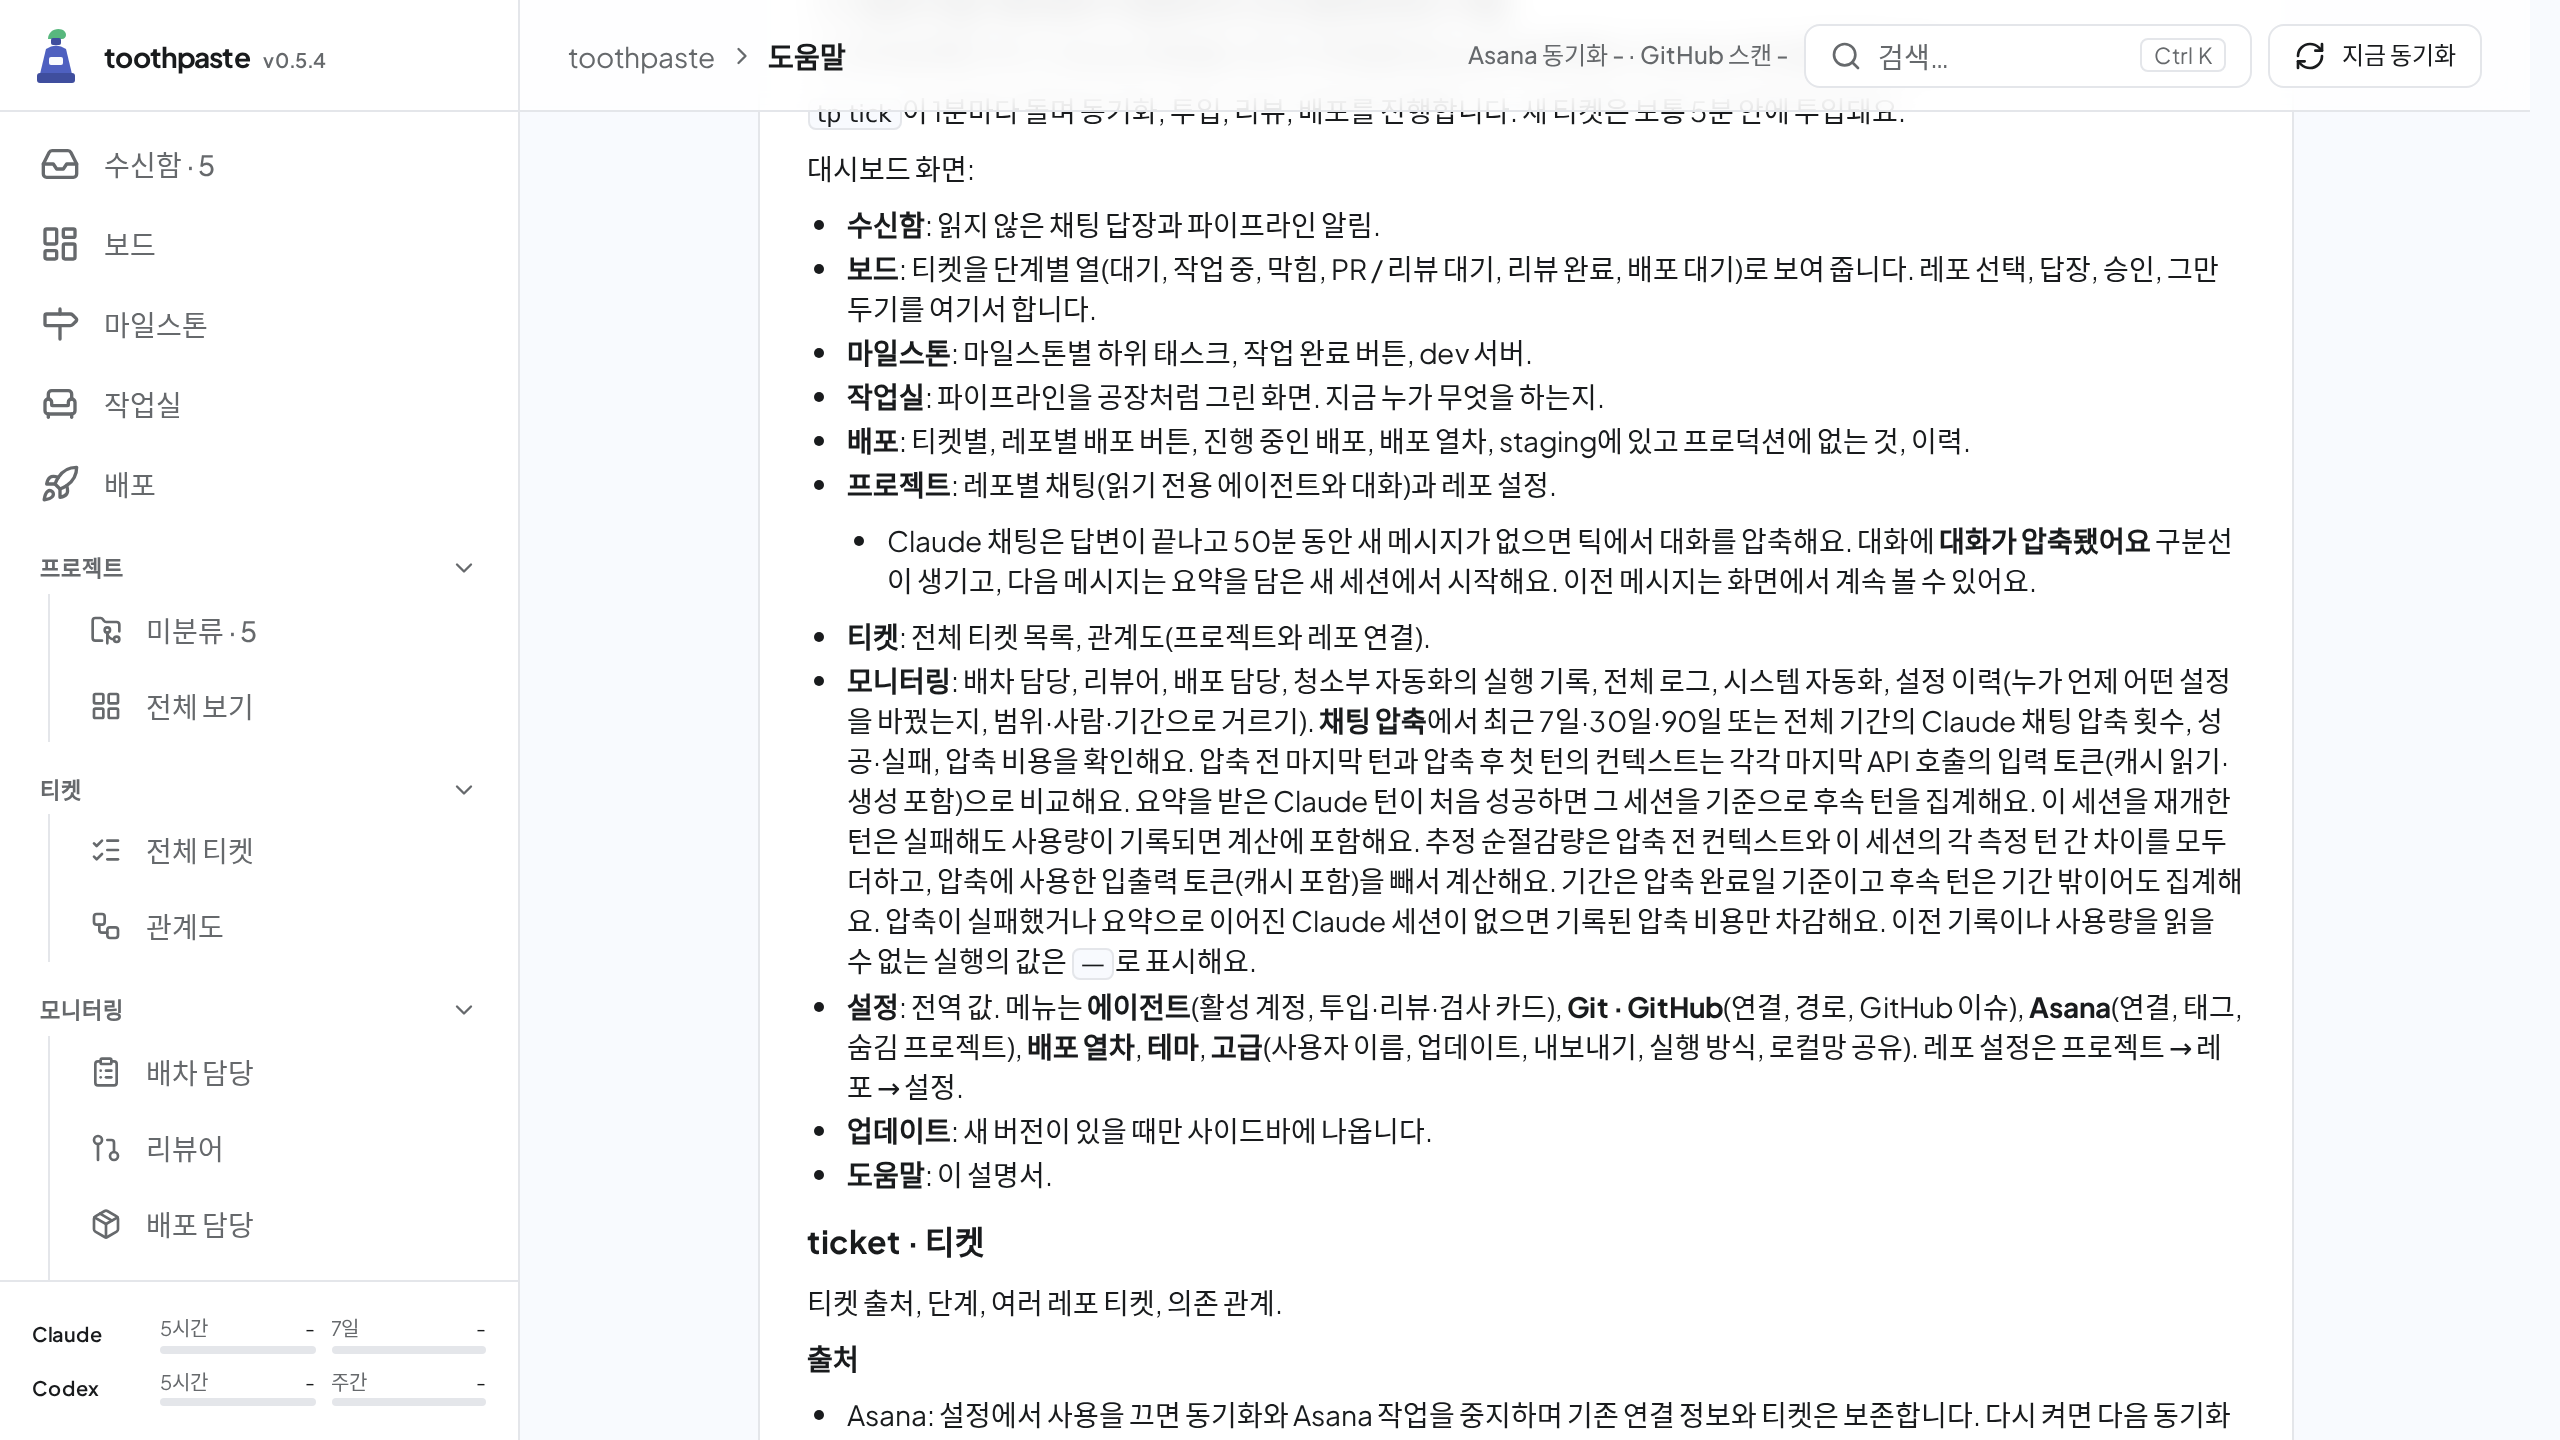 toothpaste v0.5.4
toothpaste > 도움말
Asana 동기화 - · GitHub 스캔 -
검색...
Ctrl K
지금 동기화
수신함 · 5
보드
마일스톤
작업실
배포
프로젝트
미분류 · 5
전체 보기
티켓
전체 티켓
관계도
모니터링
배차 담당
리뷰어
배포 담당
Claude 5시간 - 7일 -
Codex 5시간 - 주간 -
tp tick 이 1분마다 돌며 동기화, 투입, 리뷰, 배포를 진행합니다. 새 티켓은 보통 5분 안에 투입돼요.
대시보드 화면:
• 수신함: 읽지 않은 채팅 답장과 파이프라인 알림.
• 보드: 티켓을 단계별 열(대기, 작업 중, 막힘, PR / 리뷰 대기, 리뷰 완료, 배포 대기)로 보여 줍니다. 레포 선택, 답장, 승인, 그만
두기를 여기서 합니다.
• 마일스톤: 마일스톤별 하위 태스크, 작업 완료 버튼, dev 서버.
• 작업실: 파이프라인을 공장처럼 그린 화면. 지금 누가 무엇을 하는지.
• 배포: 티켓별, 레포별 배포 버튼, 진행 중인 배포, 배포 열차, staging에 있고 프로덕션에 없는 것, 이력.
• 프로젝트: 레포별 채팅(읽기 전용 에이전트와 대화)과 레포 설정.
• Claude 채팅은 답변이 끝나고 50분 동안 새 메시지가 없으면 틱에서 대화를 압축해요. 대화에 대화가 압축됐어요 구분선
이 생기고, 다음 메시지는 요약을 담은 새 세션에서 시작해요. 이전 메시지는 화면에서 계속 볼 수 있어요.
• 티켓: 전체 티켓 목록, 관계도(프로젝트와 레포 연결).
• 모니터링: 배차 담당, 리뷰어, 배포 담당, 청소부 자동화의 실행 기록, 전체 로그, 시스템 자동화, 설정 이력(누가 언제 어떤 설정
을 바꿨는지, 범위·사람·기간으로 거르기). 채팅 압축에서 최근 7일·30일·90일 또는 전체 기간의 Claude 채팅 압축 횟수, 성
공·실패, 압축 비용을 확인해요. 압축 전 마지막 턴과 압축 후 첫 턴의 컨텍스트는 각각 마지막 API 호출의 입력 토큰(캐시 읽기·
생성 포함)으로 비교해요. 요약을 받은 Claude 턴이 처음 성공하면 그 세션을 기준으로 후속 턴을 집계해요. 이 세션을 재개한
턴은 실패해도 사용량이 기록되면 계산에 포함해요. 추정 순절감량은 압축 전 컨텍스트와 이 세션의 각 측정 턴 간 차이를 모두
더하고, 압축에 사용한 입출력 토큰(캐시 포함)을 빼서 계산해요. 기간은 압축 완료일 기준이고 후속 턴은 기간 밖이어도 집계해
요. 압축이 실패했거나 요약으로 이어진 Claude 세션이 없으면 기록된 압축 비용만 차감해요. 이전 기록이나 사용량을 읽을
수 없는 실행의 값은 — 로 표시해요.
• 설정: 전역 값. 메뉴는 에이전트(활성 계정, 투입·리뷰·검사 카드), Git · GitHub(연결, 경로, GitHub 이슈), Asana(연결, 태그,
숨김 프로젝트), 배포 열차, 테마, 고급(사용자 이름, 업데이트, 내보내기, 실행 방식, 로컬망 공유). 레포 설정은 프로젝트 → 레
포 → 설정.
• 업데이트: 새 버전이 있을 때만 사이드바에 나옵니다.
• 도움말: 이 설명서.
ticket · 티켓
티켓 출처, 단계, 여러 레포 티켓, 의존 관계.
출처
• Asana: 설정에서 사용을 끄면 동기화와 Asana 작업을 중지하며 기존 연결 정보와 티켓은 보존합니다. 다시 켜면 다음 동기화